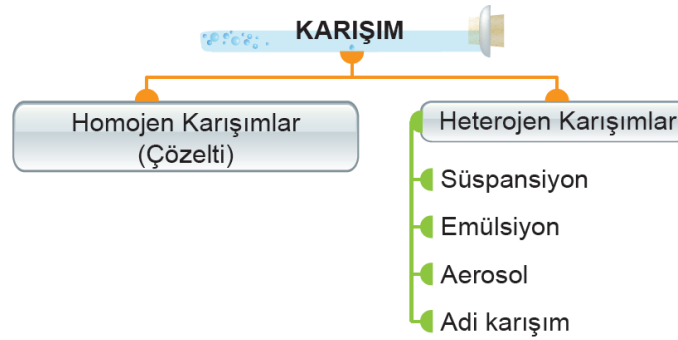 KARIŞIM
Homojen Karışımlar
(Çözelti)
Heterojen Karışımlar
Süspansiyon
Emülsiyon
Aerosol
Adi karışım